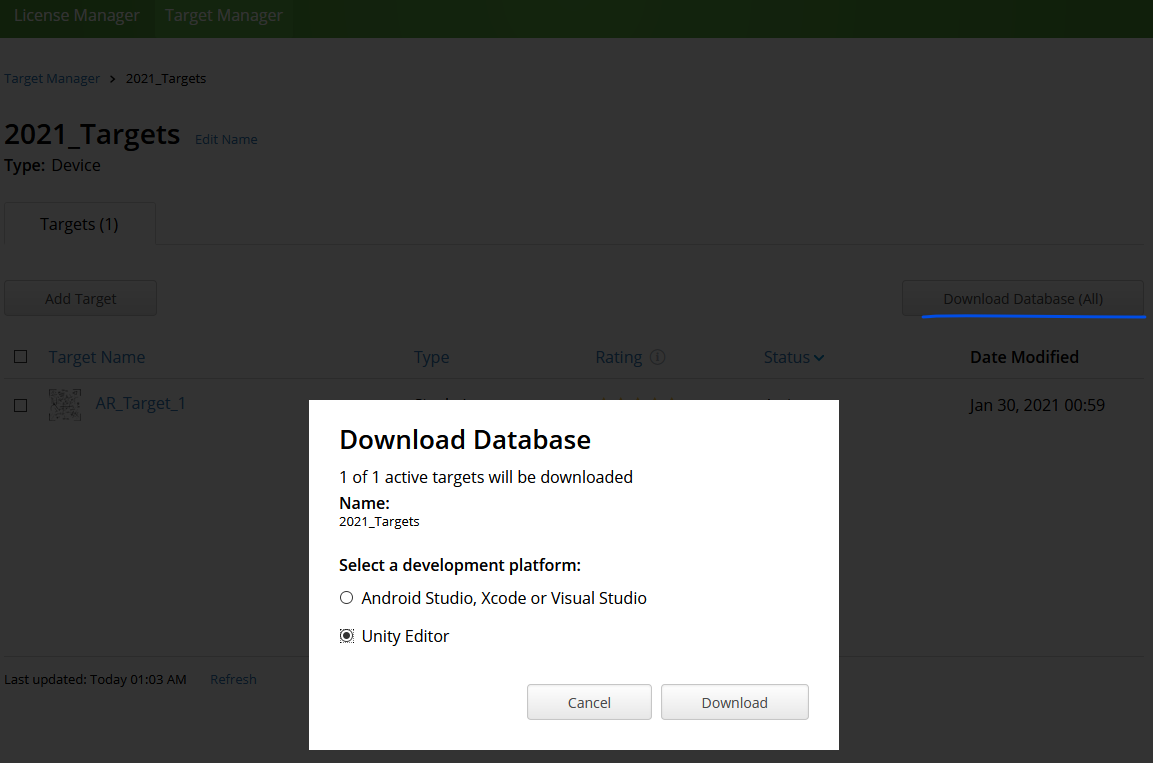 License Manager Target Manager
Target Manager > 2021_Targets
2021_Targets Edit Name
Type: Device
Targets (1)
Add Target Download Database (All)
Target Name Type Rating Status Date Modified
AR_Target_1 Jan 30, 2021 00:59
Download Database
1 of 1 active targets will be downloaded
Name:
2021_Targets
Select a development platform:
Android Studio, Xcode or Visual Studio
Unity Editor
Last updated: Today 01:03 AM Refresh
Cancel Download